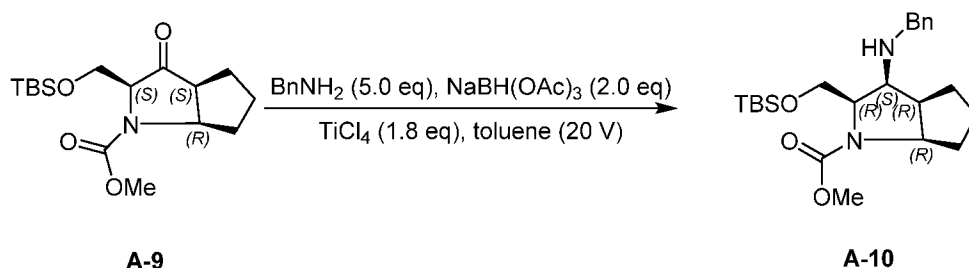 O
TBSO
(S)
(S)
N
(R)
O
OMe
A-9
BnNH₂ (5.0 eq), NaBH(OAc)₃ (2.0 eq)
TiCl₄ (1.8 eq), toluene (20 V)
Bn
HN
TBSO
(S)
(R)
(R)
N
(R)
O
OMe
A-10